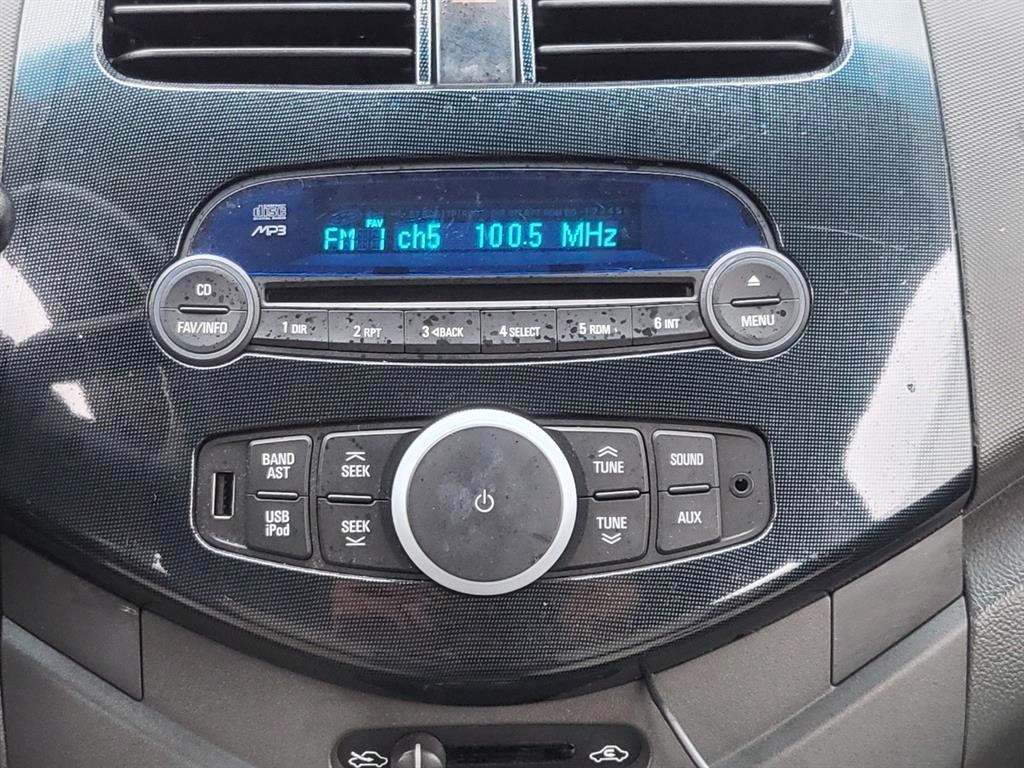 disc
MP3
FAV
FM 1 ch5 100.5 MHz
CD
FAV/INFO
1 DIR
2 RPT
3 ◃BACK
4 SELECT
5 RDM
6 INT
MENU
BAND
AST
USB
iPod
SEEK
SEEK
TUNE
TUNE
SOUND
AUX